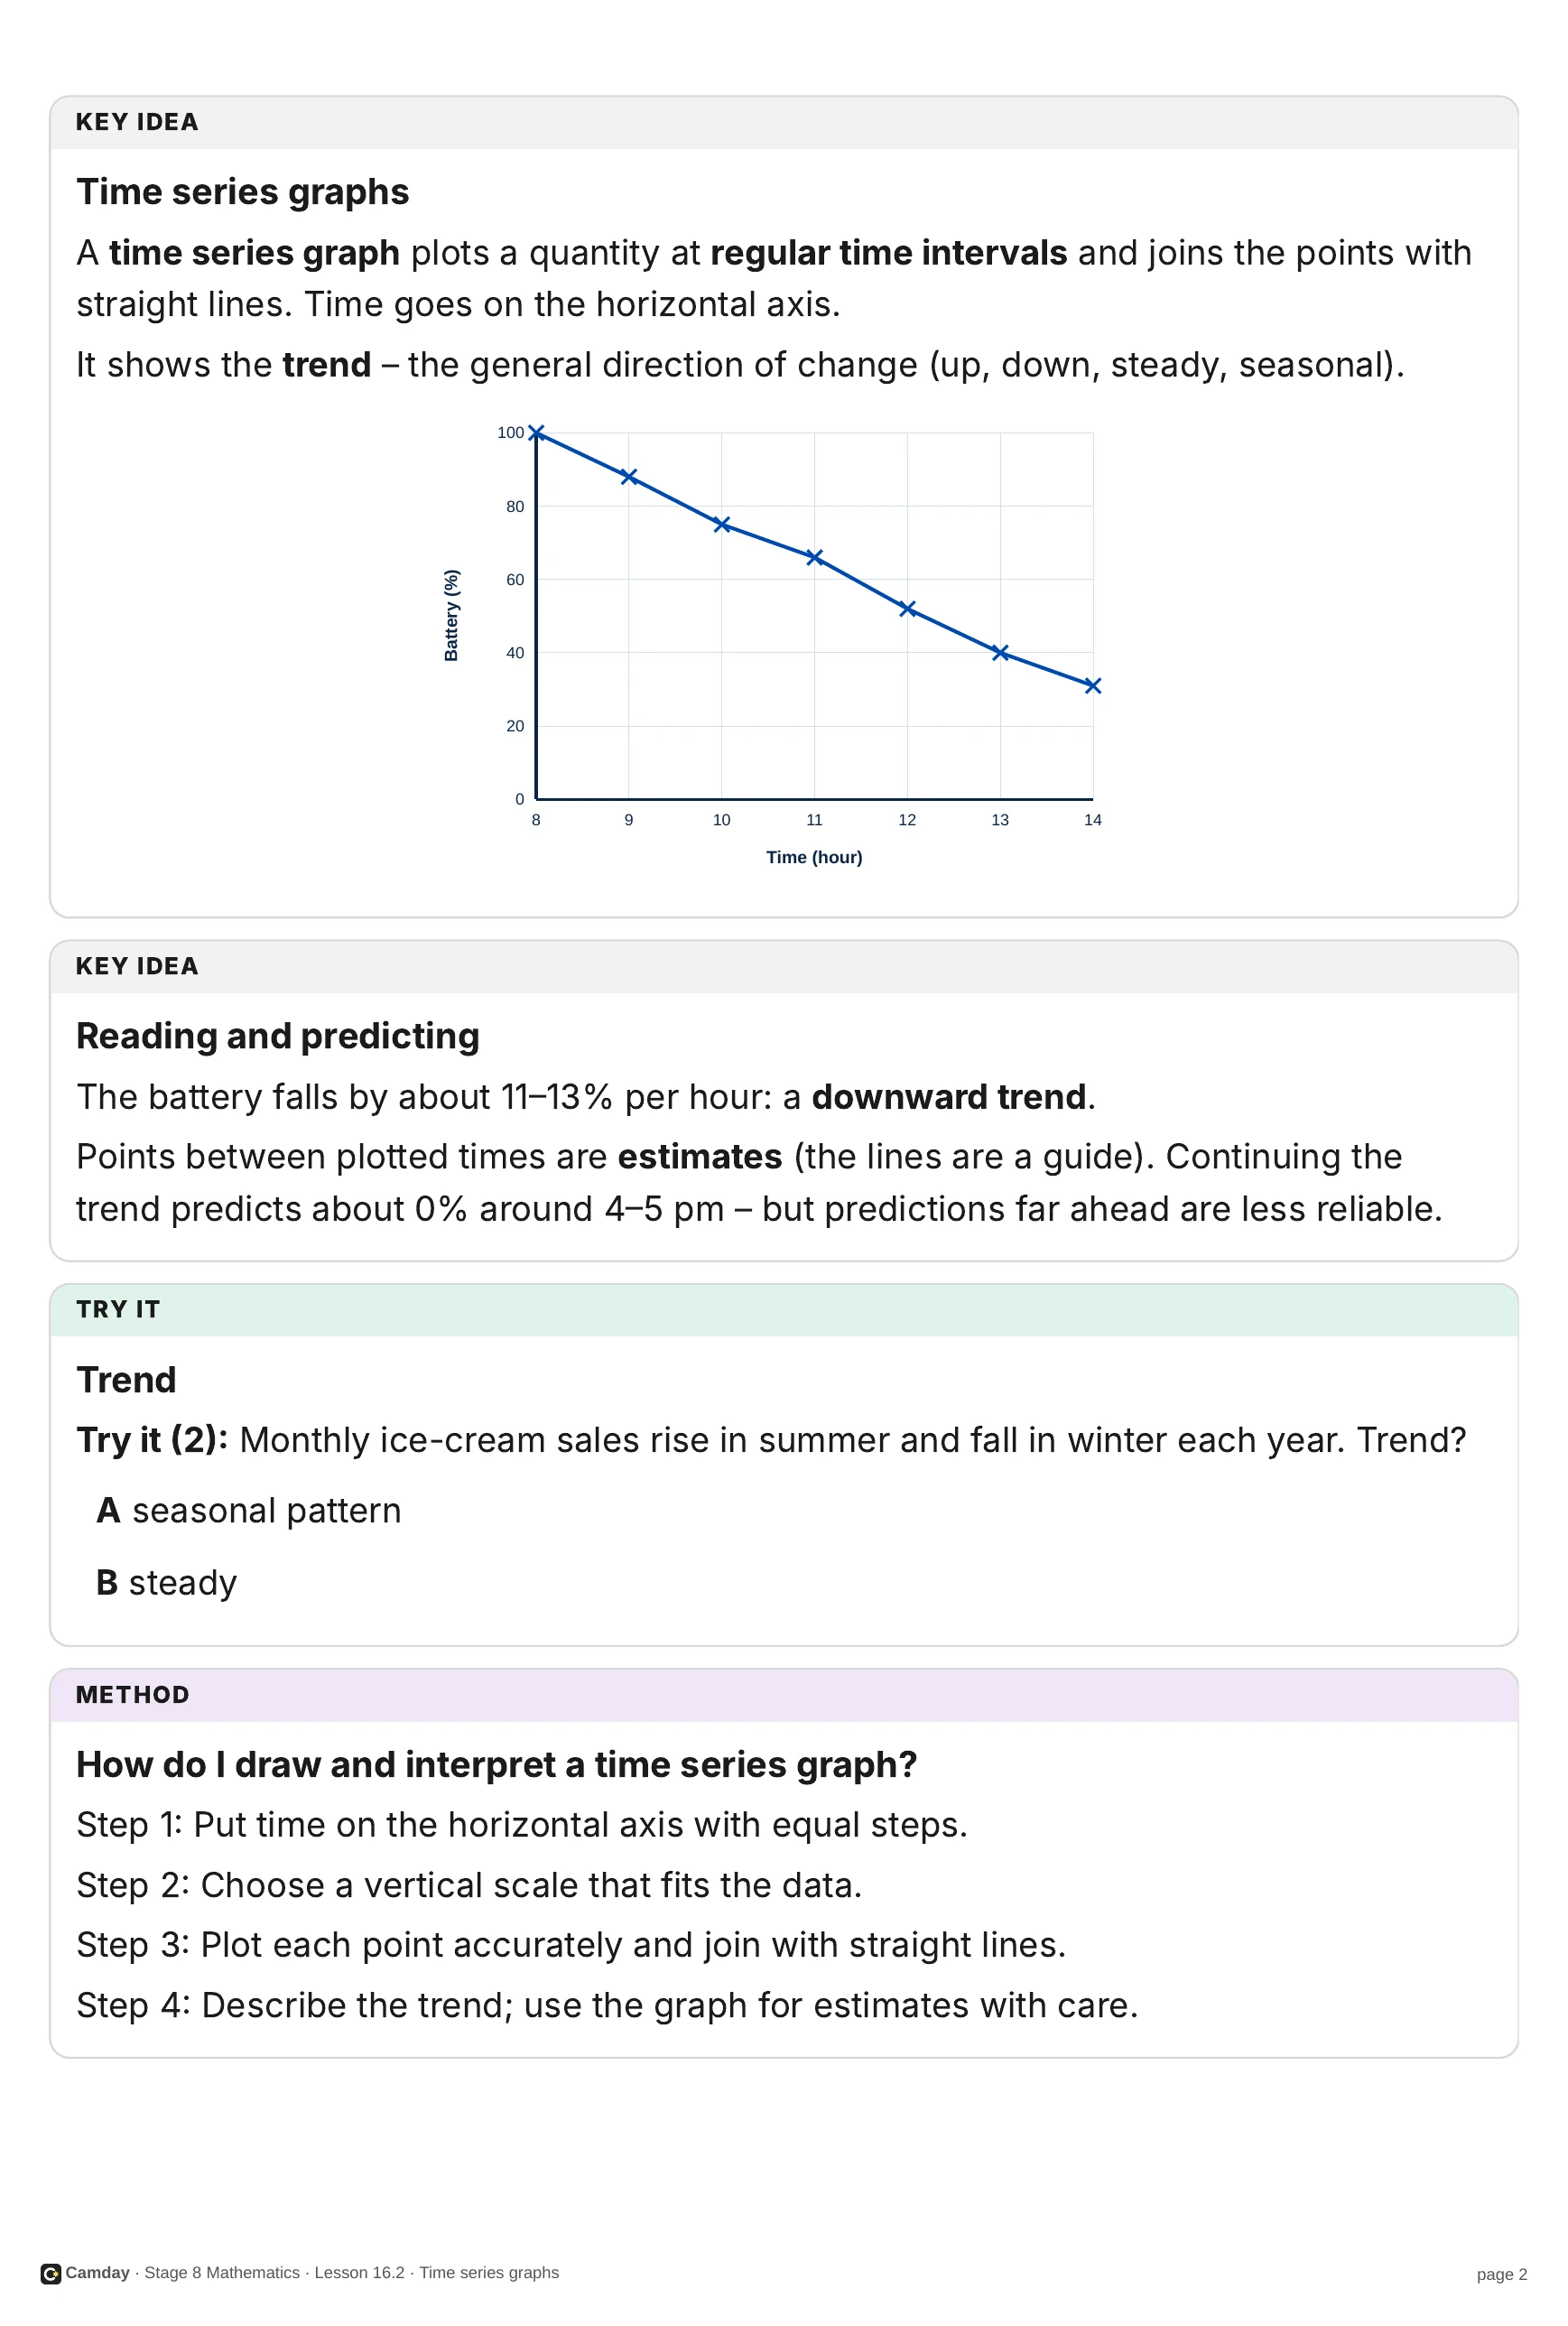 KEY IDEA
Time series graphs
A time series graph plots a quantity at regular time intervals and joins the points with
straight lines. Time goes on the horizontal axis.
It shows the trend – the general direction of change (up, down, steady, seasonal).
100
80
60
40
20
0
Battery (%)
8 9 10 11 12 13 14
Time (hour)
KEY IDEA
Reading and predicting
The battery falls by about 11–13% per hour: a downward trend.
Points between plotted times are estimates (the lines are a guide). Continuing the
trend predicts about 0% around 4–5 pm – but predictions far ahead are less reliable.
TRY IT
Trend
Try it (2): Monthly ice-cream sales rise in summer and fall in winter each year. Trend?
A seasonal pattern
B steady
METHOD
How do I draw and interpret a time series graph?
Step 1: Put time on the horizontal axis with equal steps.
Step 2: Choose a vertical scale that fits the data.
Step 3: Plot each point accurately and join with straight lines.
Step 4: Describe the trend; use the graph for estimates with care.
Camday · Stage 8 Mathematics · Lesson 16.2 · Time series graphs
page 2